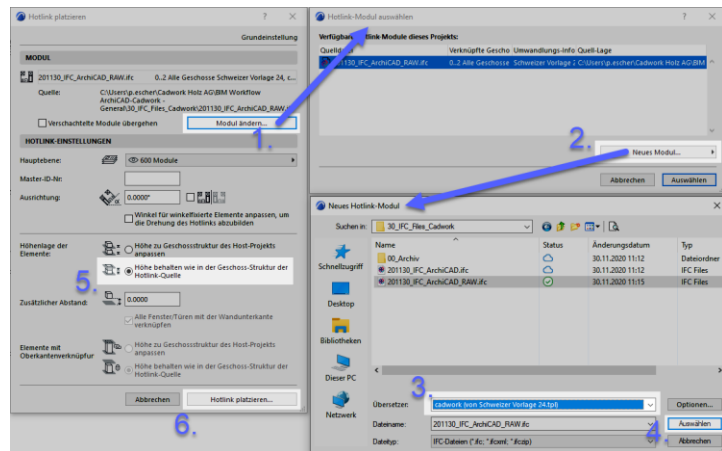 Hotlink platzieren
? ×
Grundeinstellung
MODUL
201130_IFC_ArchiCAD_RAW.ifc 0..2 Alle Geschosse Schweizer Vorlage 24, c...
Quelle: C:\Users\p.escher\Cadwork Holz AG\BIM Workflow
ArchiCAD-Cadwork -
General\30_IFC_Files_Cadwork\201130_IFC_ArchiCAD_RAW.
Verschachtelte Module übergehen
Modul ändern...
1.
HOTLINK-EINSTELLUNGEN
Hauptebene: 600 Module
Master-ID-Nr:
Ausrichtung: 0.0000°
Winkel für winkelfixierte Elemente anpassen, um
die Drehung des Hotlinks abzubilden
Höhenlage der
Elemente:
Höhe zu Geschossstruktur des Host-Projekts
anpassen
Höhe behalten wie in der Geschoss-Struktur der
Hotlink-Quelle
5.
Zusätzlicher Abstand: 0.0000
Alle Fenster/Türen mit der Wandunterkante
verknüpfen
Elemente mit
Oberkantenverknüpfur
Höhe zu Geschossstruktur des Host-Projekts
anpassen
Höhe behalten wie in der Geschoss-Struktur der
Hotlink-Quelle
Abbrechen
Hotlink platzieren...
6.
Hotlink-Modul auswählen
? ×
Verfügbare Hotlink-Module dieses Projekts:
Verknüpfte Gescho Umwandlungs-Info Quell-Lage
201130_IFC_ArchiCAD_RAW.ifc 0..2 Alle Geschosse Schweizer Vorlage 2 C:\Users\p.escher\Cadwork Holz AG\BIM
2.
Neues Modul...
Abbrechen
Auswählen
Neues Hotlink-Modul
×
Suchen in: 30_IFC_Files_Cadwork
Name Status Änderungsdatum Typ
00_Archiv 30.11.2020 11:12 Dateiordner
201130_IFC_ArchiCAD.ifc 30.11.2020 11:12 IFC Files
201130_IFC_ArchiCAD_RAW.ifc 30.11.2020 11:15 IFC Files
Schnellzugriff
Desktop
Bibliotheken
Dieser PC
Netzwerk
3.
Übersetzer: cadwork (von Schweizer Vorlage 24.tpl)
Optionen...
Dateiname: 201130_IFC_ArchiCAD_RAW.ifc
Auswählen
4.
Dateityp: IFC-Dateien (*.ifc; *.ifcxml; *.ifczip)
Abbrechen